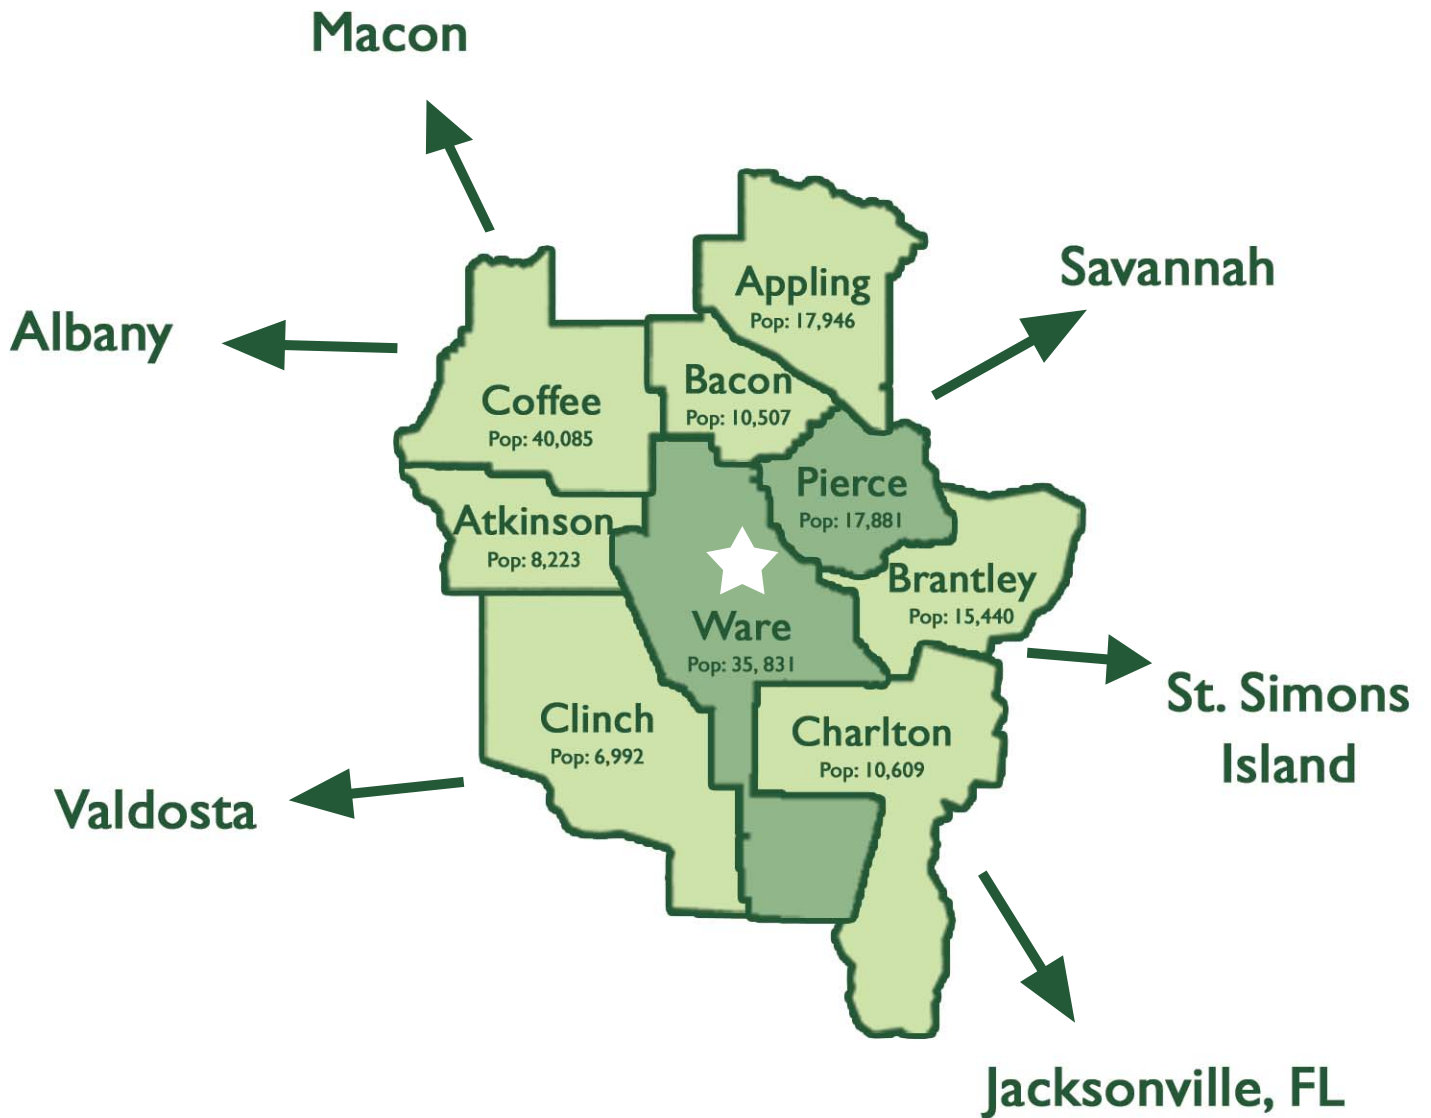 Macon
Savannah
Albany
Appling
Pop: 17,946
Bacon
Pop: 10,507
Coffee
Pop: 40,085
Pierce
Pop: 17,881
Atkinson
Pop: 8,223
Brantley
Pop: 15,440
Ware
Pop: 35, 831
St. Simons
Island
Clinch
Pop: 6,992
Charlton
Pop: 10,609
Valdosta
Jacksonville, FL